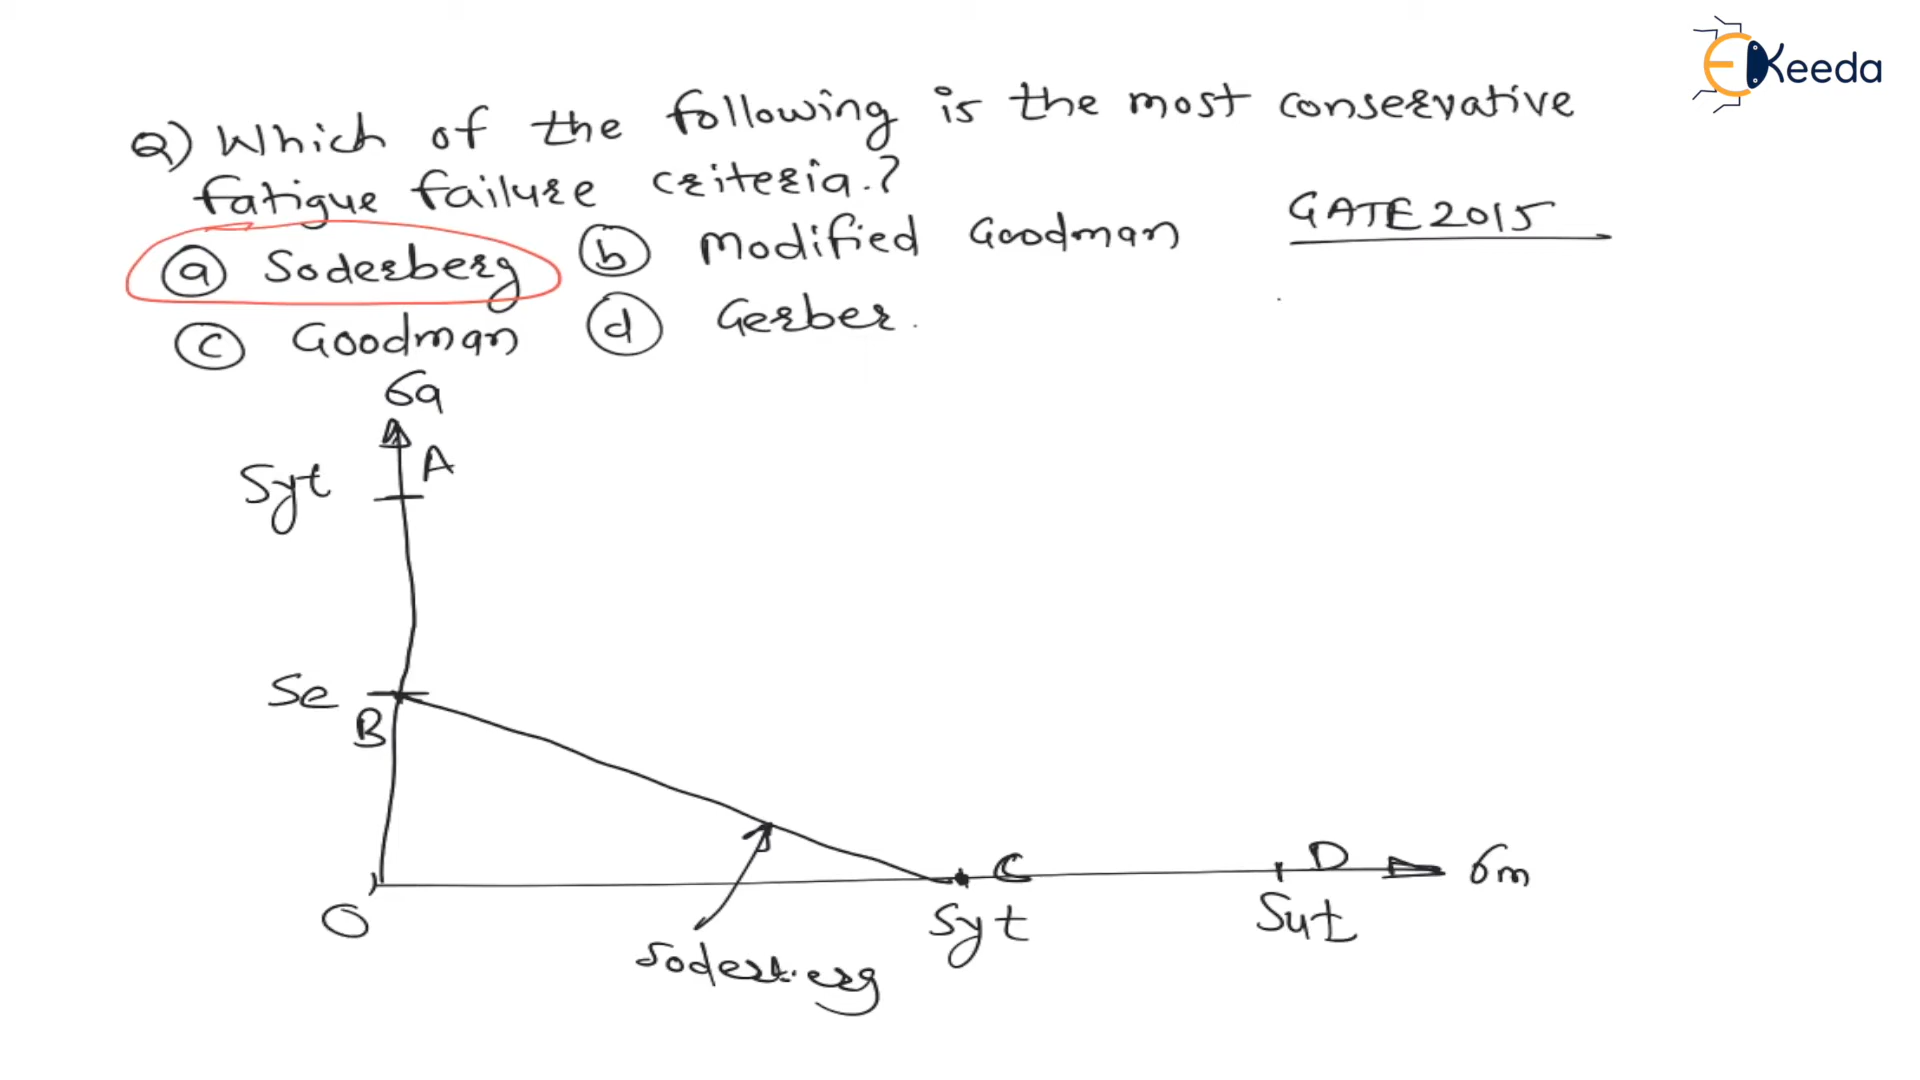 EKeeda
Q) Which of the following is the most conservative
fatigue failure criteria.?
GATE 2015
a Soderberg b Modified Goodman
c Goodman d Gerber.
σa
A
Syt
Se
B
O
C
Syt
D
Sut
σm
Soderberg